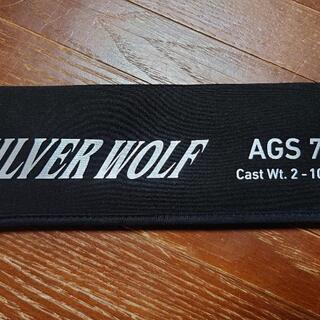 ILVER WOLF
AGS 7
Cast Wt. 2 - 10